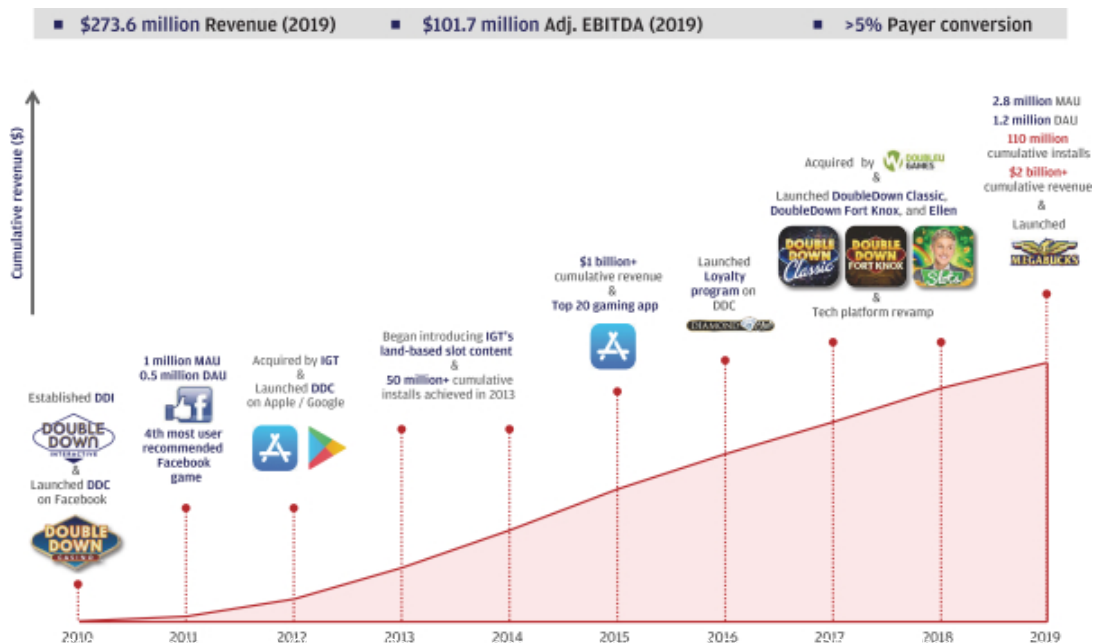 ■ $273.6 million Revenue (2019) ■ $101.7 million Adj. EBITDA (2019) ■ >5% Payer conversion
Cumulative revenue ($)
Established DDI
DOUBLE
DOWN
INTERACTIVE
&
Launched DDC
on Facebook
DOUBLE
DOWN
CASINO
1 million MAU
0.5 million DAU
f
4th most user
recommended
Facebook
game
Acquired by IGT
&
Launched DDC
on Apple / Google
Began introducing IGT's
land-based slot content
&
50 million+ cumulative
installs achieved in 2013
$1 billion+
cumulative revenue
&
Top 20 gaming app
Launched
Loyalty
program on
DDC
DIAMOND
Acquired by DOUBLEU
GAMES
&
Launched DoubleDown Classic,
DoubleDown Fort Knox, and Ellen
DOUBLE
DOWN
Classic
DOUBLE
DOWN
FORT KNOX
Slots
&
Tech platform revamp
2.8 million MAU
1.2 million DAU
110 million
cumulative installs
$2 billion+
cumulative revenue
&
Launched
MEGABUCKS
2010 2011 2012 2013 2014 2015 2016 2017 2018 2019